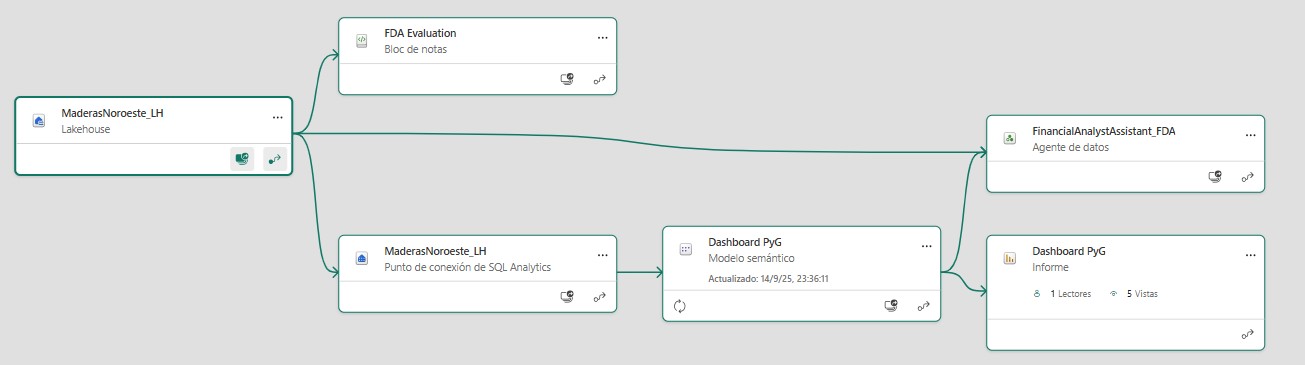 FDA Evaluation
Bloc de notas
MaderasNoroeste_LH
Lakehouse
FinancialAnalystAssistant_FDA
Agente de datos
MaderasNoroeste_LH
Punto de conexión de SQL Analytics
Dashboard PyG
Modelo semántico
Actualizado: 14/9/25, 23:36:11
Dashboard PyG
Informe
1 Lectores 5 Vistas